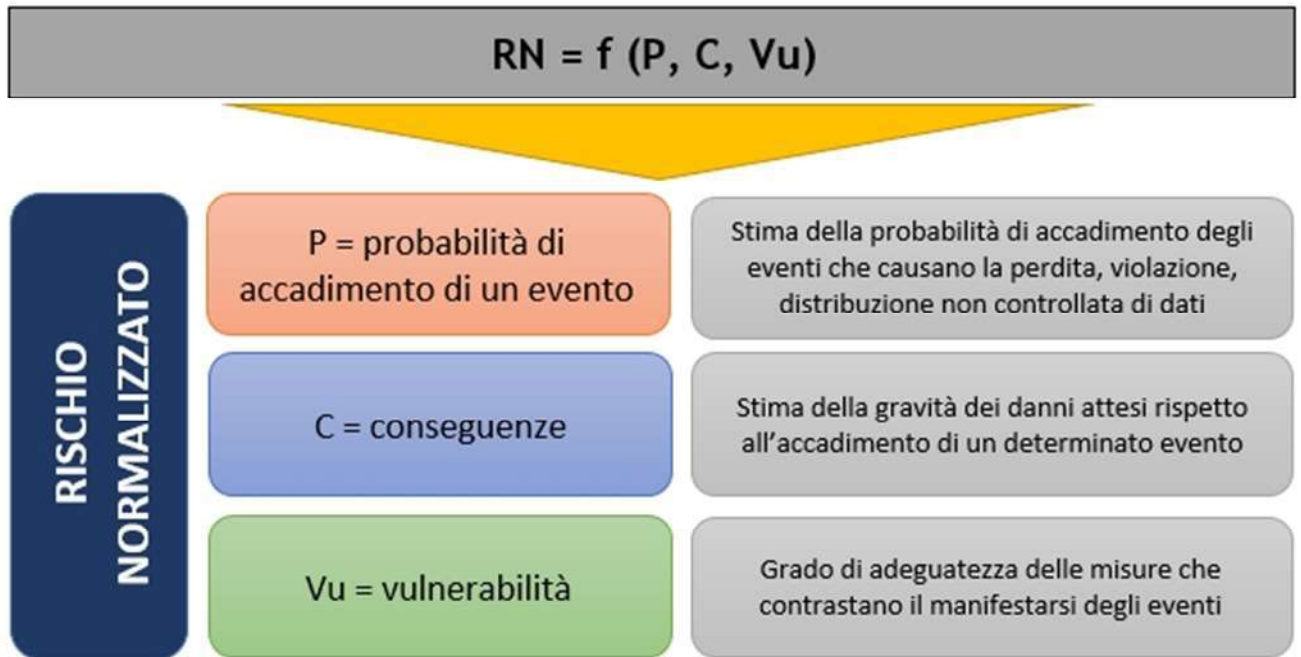 RN = f (P, C, Vu)
RISCHIO
NORMALIZZATO
P = probabilità di
accadimento di un evento
Stima della probabilità di accadimento degli
eventi che causano la perdita, violazione,
distribuzione non controllata di dati
C = conseguenze
Stima della gravità dei danni attesi rispetto
all’accadimento di un determinato evento
Vu = vulnerabilità
Grado di adeguatezza delle misure che
contrastano il manifestarsi degli eventi